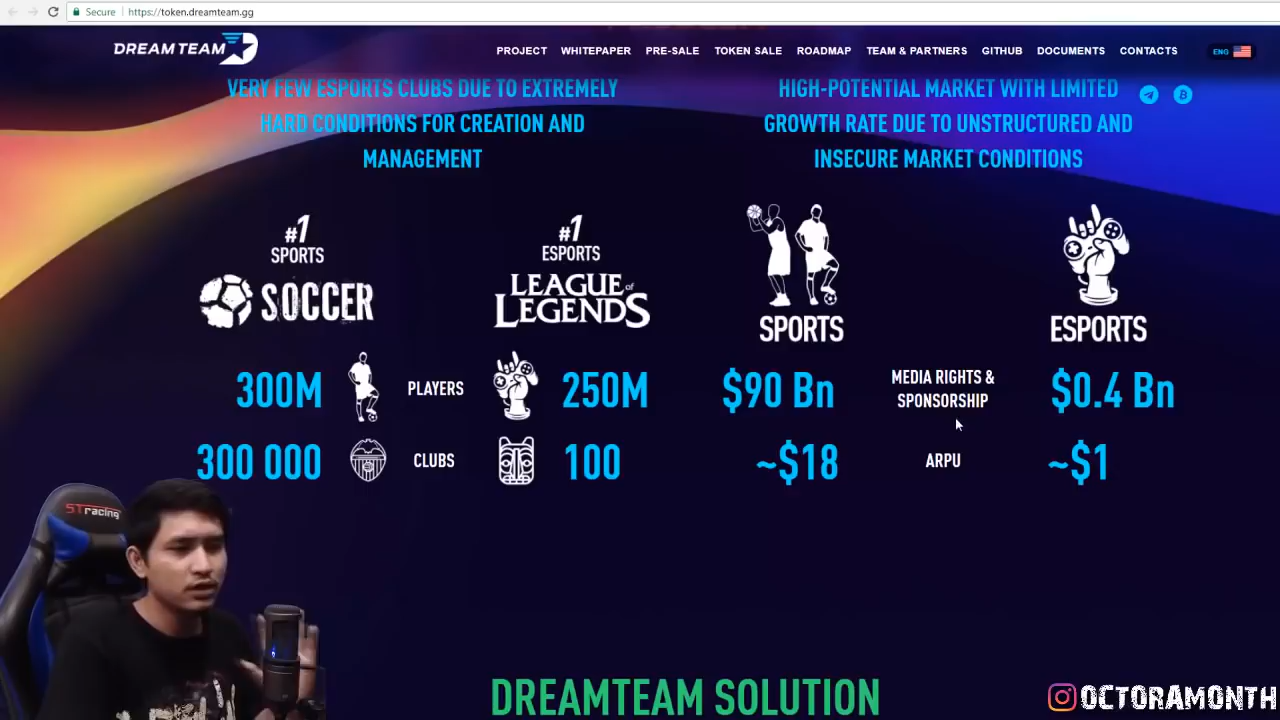 Secure
https://token.dreamteam.gg
DREAMTEAM
PROJECT WHITEPAPER PRE-SALE TOKEN SALE ROADMAP TEAM & PARTNERS GITHUB DOCUMENTS CONTACTS
ENG
VERY FEW ESPORTS CLUBS DUE TO EXTREMELY
HARD CONDITIONS FOR CREATION AND
MANAGEMENT
HIGH-POTENTIAL MARKET WITH LIMITED
GROWTH RATE DUE TO UNSTRUCTURED AND
INSECURE MARKET CONDITIONS
#1
SPORTS
SOCCER
#1
ESPORTS
LEAGUE of
LEGENDS
SPORTS
ESPORTS
300M PLAYERS 250M
300 000 CLUBS 100
$90 Bn
MEDIA RIGHTS &
SPONSORSHIP
$0.4 Bn
~$18 ARPU ~$1
STracing
DREAMTEAM SOLUTION
OCTORAMONTH